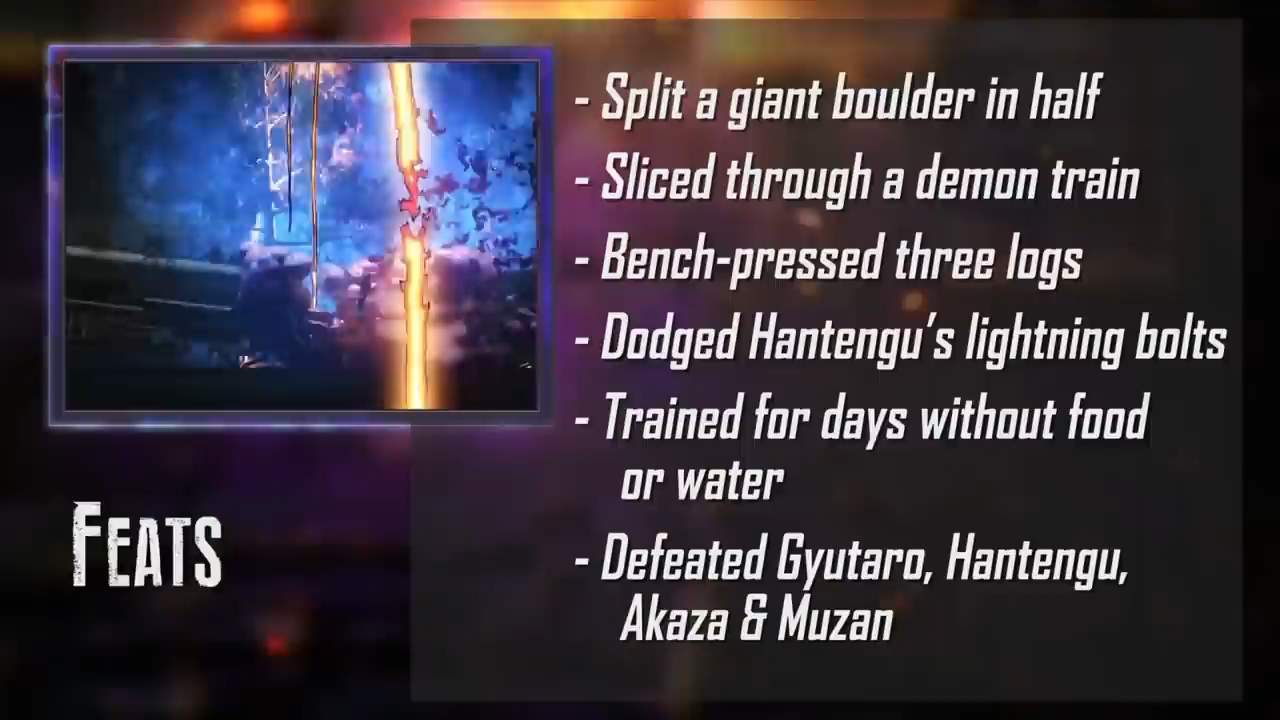 - Split a giant boulder in half
- Sliced through a demon train
- Bench-pressed three logs
- Dodged Hantengu's lightning bolts
- Trained for days without food
or water
- Defeated Gyutaro, Hantengu,
Akaza & Muzan
FEATS